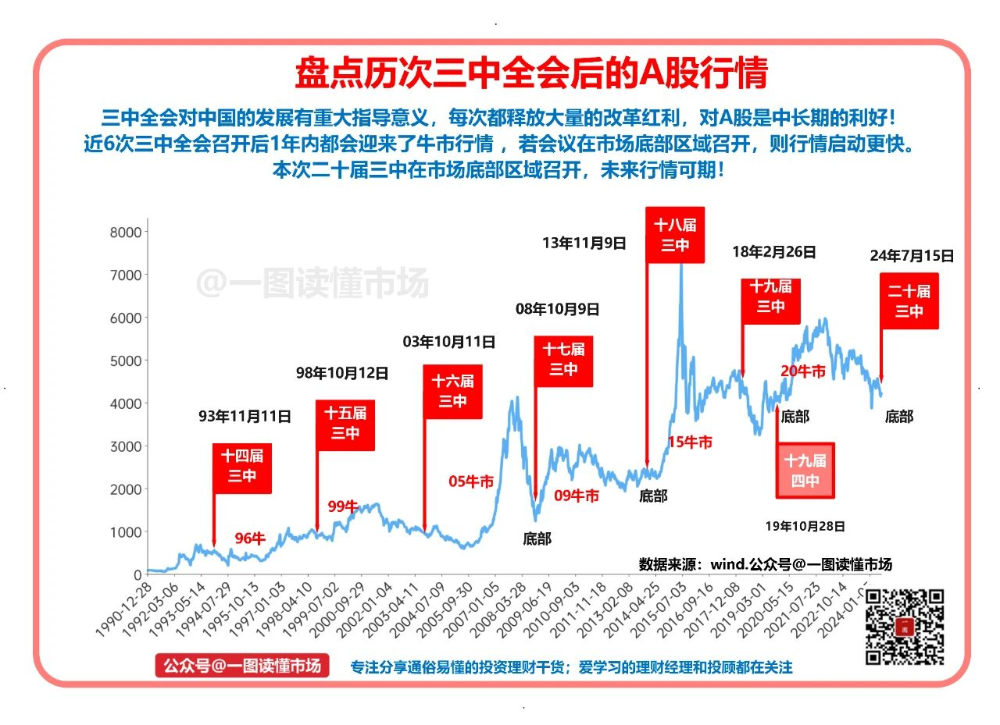 盘点历次三中全会后的A股行情
三中全会对中国的发展有重大指导意义，每次都释放大量的改革红利，对A股是中长期的利好！
近6次三中全会召开后1年内都会迎来了牛市行情 ，若会议在市场底部区域召开，则行情启动更快。
本次二十届三中在市场底部区域召开，未来行情可期！
@一图读懂市场
8000
7000
6000
5000
4000
3000
2000
1000
0
93年11月11日
十四届
三中
96牛
98年10月12日
十五届
三中
99牛
03年10月11日
十六届
三中
05牛市
08年10月9日
十七届
三中
底部
09牛市
13年11月9日
十八届
三中
底部
15牛市
18年2月26日
十九届
三中
20牛市
底部
十九届
四中
19年10月28日
24年7月15日
二十届
三中
底部
数据来源：wind.公众号@一图读懂市场
1990-12-28
1992-03-06
1993-05-14
1994-07-29
1995-10-13
1997-01-03
1998-04-10
1999-07-02
2000-09-29
2002-01-04
2003-04-11
2004-07-09
2005-09-30
2007-01-05
2008-03-28
2009-06-19
2010-09-03
2011-11-18
2013-02-08
2014-04-25
2015-07-03
2016-09-16
2017-12-08
2019-03-01
2020-05-15
2021-07-23
2022-10-14
2024-01-0
一
图
公众号@一图读懂市场
专注分享通俗易懂的投资理财干货；爱学习的理财经理和投顾都在关注